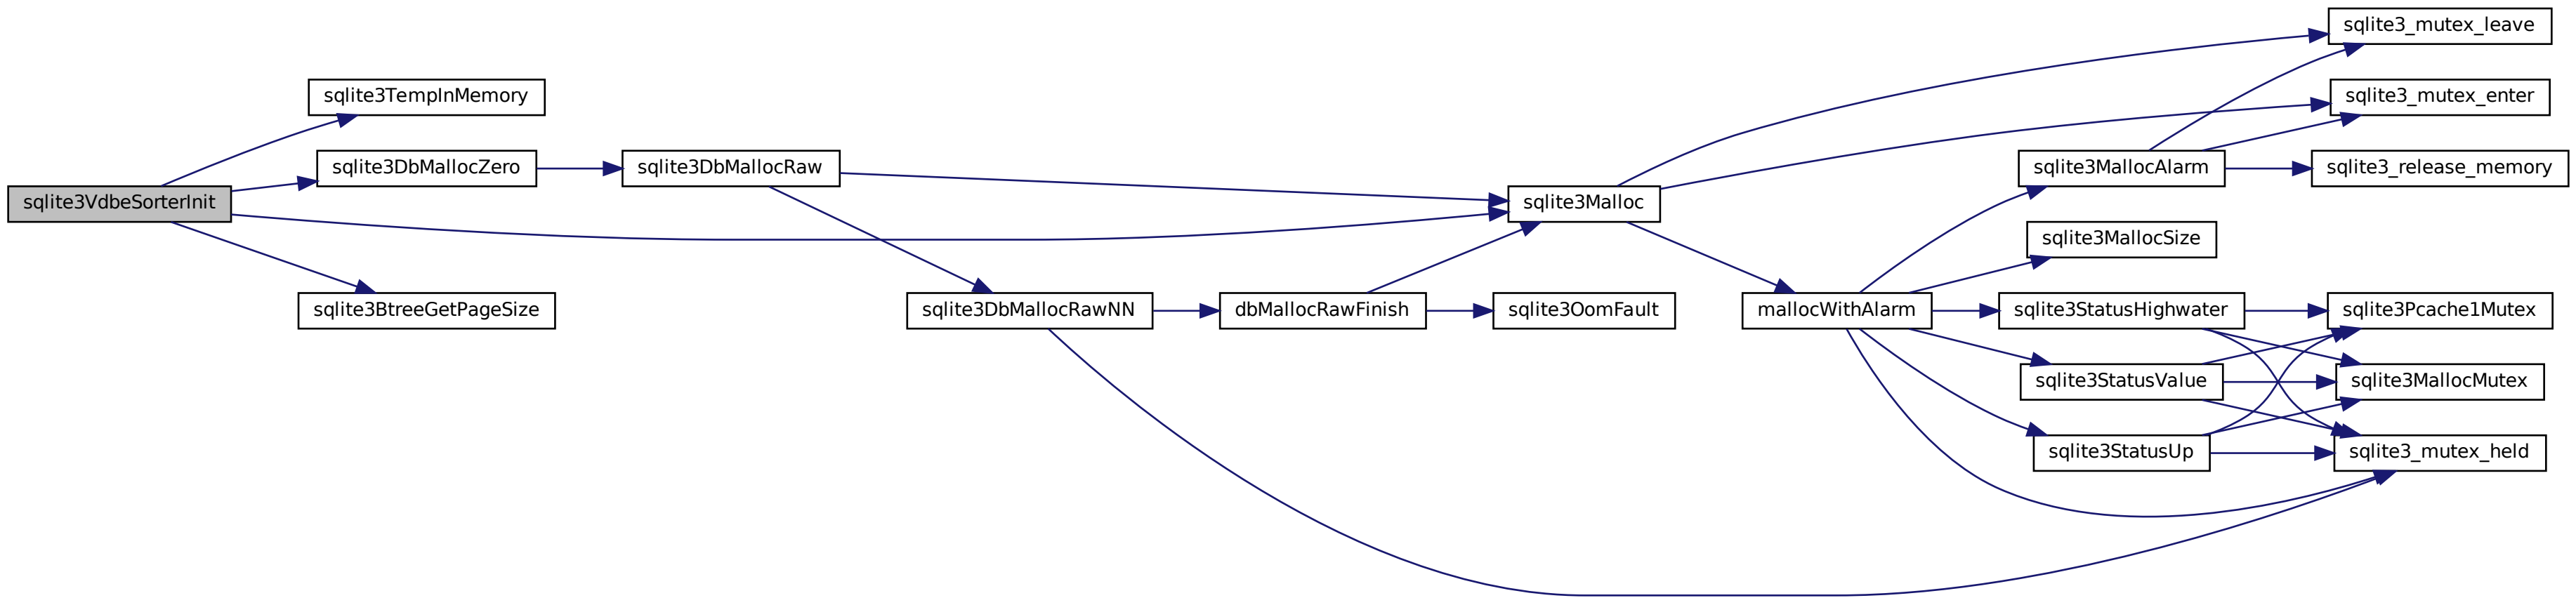 sqlite3VdbeSorterInit
sqlite3TempInMemory
sqlite3DbMallocZero
sqlite3BtreeGetPageSize
sqlite3DbMallocRaw
sqlite3DbMallocRawNN
dbMallocRawFinish
sqlite3Malloc
sqlite3OomFault
mallocWithAlarm
sqlite3MallocAlarm
sqlite3MallocSize
sqlite3StatusHighwater
sqlite3StatusValue
sqlite3StatusUp
sqlite3_mutex_leave
sqlite3_mutex_enter
sqlite3_release_memory
sqlite3Pcache1Mutex
sqlite3MallocMutex
sqlite3_mutex_held